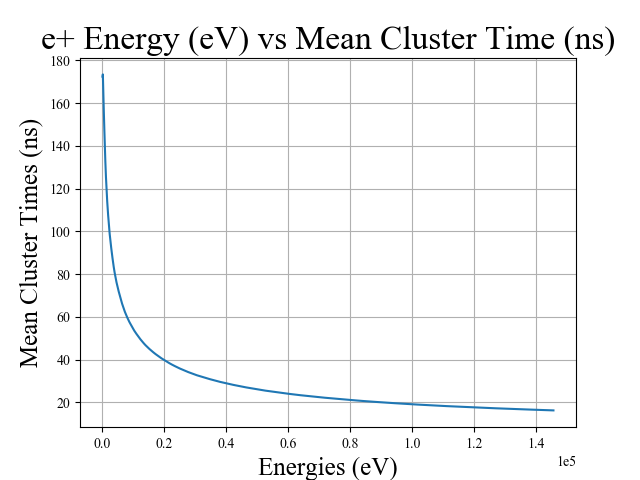 e+ Energy (eV) vs Mean Cluster Time (ns)
Mean Cluster Times (ns)
180
160
140
120
100
80
60
40
20
0.0 0.2 0.4 0.6 0.8 1.0 1.2 1.4
1e5
Energies (eV)